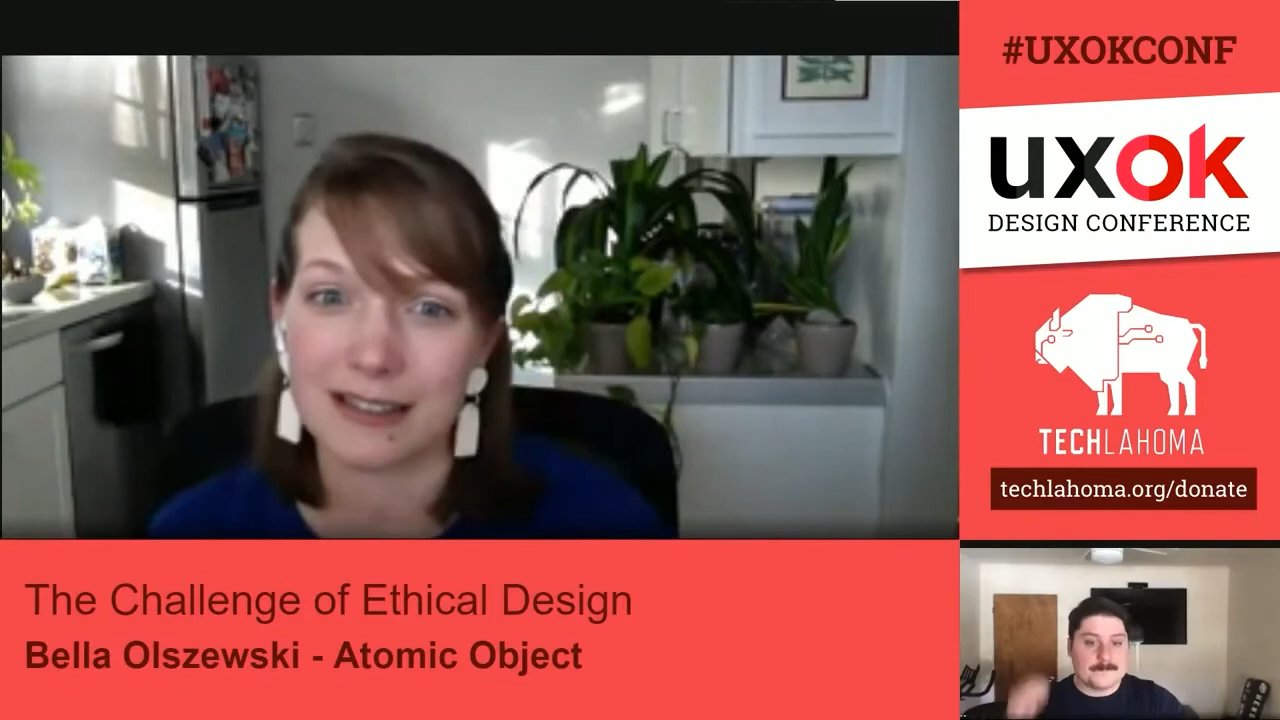 #UXOKCONF
UXOK
DESIGN CONFERENCE
TECHLAHOMA
techlahoma.org/donate
The Challenge of Ethical Design
Bella Olszewski - Atomic Object